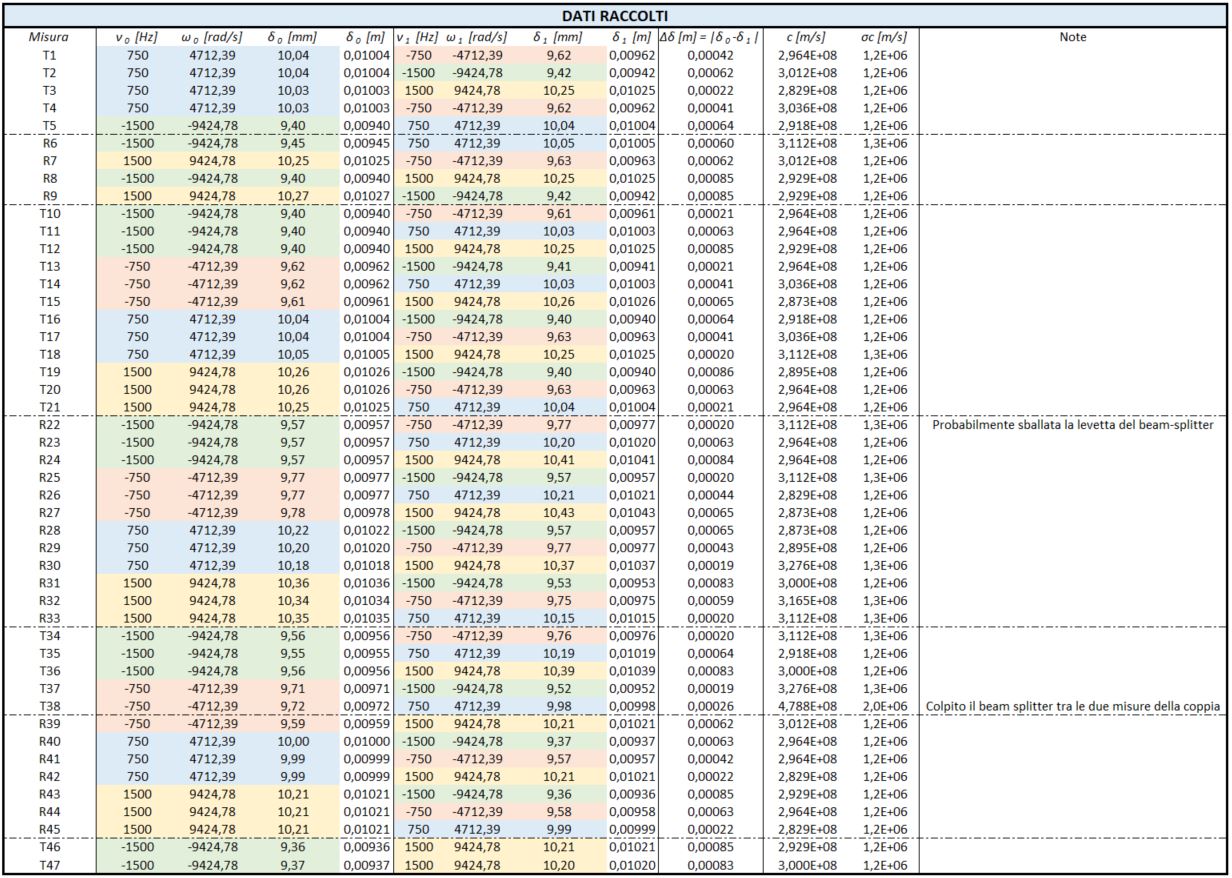 DATI RACCOLTI
Misura ν₀ [Hz] ω₀ [rad/s] δ₀ [mm] δ₀ [m] ν₁ [Hz] ω₁ [rad/s] δ₁ [mm] δ₁ [m] Δδ [m] = |δ₀-δ₁| c [m/s] σc [m/s] Note
T1 750 4712,39 10,04 0,01004 -750 -4712,39 9,62 0,00962 0,00042 2,964E+08 1,2E+06
T2 750 4712,39 10,04 0,01004 -1500 -9424,78 9,42 0,00942 0,00062 3,012E+08 1,2E+06
T3 750 4712,39 10,03 0,01003 1500 9424,78 10,25 0,01025 0,00022 2,829E+08 1,2E+06
T4 750 4712,39 10,03 0,01003 -750 -4712,39 9,62 0,00962 0,00041 3,036E+08 1,2E+06
T5 -1500 -9424,78 9,40 0,00940 750 4712,39 10,04 0,01004 0,00064 2,918E+08 1,2E+06
R6 -1500 -9424,78 9,45 0,00945 750 4712,39 10,05 0,01005 0,00060 3,112E+08 1,3E+06
R7 1500 9424,78 10,25 0,01025 -750 -4712,39 9,63 0,00963 0,00062 3,012E+08 1,2E+06
R8 -1500 -9424,78 9,40 0,00940 1500 9424,78 10,25 0,01025 0,00085 2,929E+08 1,2E+06
R9 1500 9424,78 10,27 0,01027 -1500 -9424,78 9,42 0,00942 0,00085 2,929E+08 1,2E+06
T10 -1500 -9424,78 9,40 0,00940 -750 -4712,39 9,61 0,00961 0,00021 2,964E+08 1,2E+06
T11 -1500 -9424,78 9,40 0,00940 750 4712,39 10,03 0,01003 0,00063 2,964E+08 1,2E+06
T12 -1500 -9424,78 9,40 0,00940 1500 9424,78 10,25 0,01025 0,00085 2,929E+08 1,2E+06
T13 -750 -4712,39 9,62 0,00962 -1500 -9424,78 9,41 0,00941 0,00021 2,964E+08 1,2E+06
T14 -750 -4712,39 9,62 0,00962 750 4712,39 10,03 0,01003 0,00041 3,036E+08 1,2E+06
T15 -750 -4712,39 9,61 0,00961 1500 9424,78 10,26 0,01026 0,00065 2,873E+08 1,2E+06
T16 750 4712,39 10,04 0,01004 -1500 -9424,78 9,40 0,00940 0,00064 2,918E+08 1,2E+06
T17 750 4712,39 10,04 0,01004 -750 -4712,39 9,63 0,00963 0,00041 3,036E+08 1,2E+06
T18 750 4712,39 10,05 0,01005 1500 9424,78 10,25 0,01025 0,00020 3,112E+08 1,3E+06
T19 1500 9424,78 10,26 0,01026 -1500 -9424,78 9,40 0,00940 0,00086 2,895E+08 1,2E+06
T20 1500 9424,78 10,26 0,01026 -750 -4712,39 9,63 0,00963 0,00063 2,964E+08 1,2E+06
T21 1500 9424,78 10,25 0,01025 750 4712,39 10,04 0,01004 0,00021 2,964E+08 1,2E+06
R22 -1500 -9424,78 9,57 0,00957 -750 -4712,39 9,77 0,00977 0,00020 3,112E+08 1,3E+06 Probabilmente sballata la levetta del beam-splitter
R23 -1500 -9424,78 9,57 0,00957 750 4712,39 10,20 0,01020 0,00063 2,964E+08 1,2E+06
R24 -1500 -9424,78 9,57 0,00957 1500 9424,78 10,41 0,01041 0,00084 2,964E+08 1,2E+06
R25 -750 -4712,39 9,77 0,00977 -1500 -9424,78 9,57 0,00957 0,00020 3,112E+08 1,3E+06
R26 -750 -4712,39 9,77 0,00977 750 4712,39 10,21 0,01021 0,00044 2,829E+08 1,2E+06
R27 -750 -4712,39 9,78 0,00978 1500 9424,78 10,43 0,01043 0,00065 2,873E+08 1,2E+06
R28 750 4712,39 10,22 0,01022 -1500 -9424,78 9,57 0,00957 0,00065 2,873E+08 1,2E+06
R29 750 4712,39 10,20 0,01020 -750 -4712,39 9,77 0,00977 0,00043 2,895E+08 1,2E+06
R30 750 4712,39 10,18 0,01018 1500 9424,78 10,37 0,01037 0,00019 3,276E+08 1,3E+06
R31 1500 9424,78 10,36 0,01036 -1500 -9424,78 9,53 0,00953 0,00083 3,000E+08 1,2E+06
R32 1500 9424,78 10,34 0,01034 -750 -4712,39 9,75 0,00975 0,00059 3,165E+08 1,3E+06
R33 1500 9424,78 10,35 0,01035 750 4712,39 10,15 0,01015 0,00020 3,112E+08 1,3E+06
T34 -1500 -9424,78 9,56 0,00956 -750 -4712,39 9,76 0,00976 0,00020 3,112E+08 1,3E+06
T35 -1500 -9424,78 9,55 0,00955 750 4712,39 10,19 0,01019 0,00064 2,918E+08 1,2E+06
T36 -1500 -9424,78 9,56 0,00956 1500 9424,78 10,39 0,01039 0,00083 3,000E+08 1,2E+06
T37 -750 -4712,39 9,71 0,00971 -1500 -9424,78 9,52 0,00952 0,00019 3,276E+08 1,3E+06
T38 -750 -4712,39 9,72 0,00972 750 4712,39 9,98 0,00998 0,00026 4,788E+08 2,0E+06 Colpito il beam splitter tra le due misure della coppia
R39 -750 -4712,39 9,59 0,00959 1500 9424,78 10,21 0,01021 0,00062 3,012E+08 1,2E+06
R40 750 4712,39 10,00 0,01000 -1500 -9424,78 9,37 0,00937 0,00063 2,964E+08 1,2E+06
R41 750 4712,39 9,99 0,00999 -750 -4712,39 9,57 0,00957 0,00042 2,964E+08 1,2E+06
R42 750 4712,39 9,99 0,00999 1500 9424,78 10,21 0,01021 0,00022 2,829E+08 1,2E+06
R43 1500 9424,78 10,21 0,01021 -1500 -9424,78 9,36 0,00936 0,00085 2,929E+08 1,2E+06
R44 1500 9424,78 10,21 0,01021 -750 -4712,39 9,58 0,00958 0,00063 2,964E+08 1,2E+06
R45 1500 9424,78 10,21 0,01021 750 4712,39 9,99 0,00999 0,00022 2,829E+08 1,2E+06
T46 -1500 -9424,78 9,36 0,00936 1500 9424,78 10,21 0,01021 0,00085 2,929E+08 1,2E+06
T47 -1500 -9424,78 9,37 0,00937 1500 9424,78 10,20 0,01020 0,00083 3,000E+08 1,2E+06